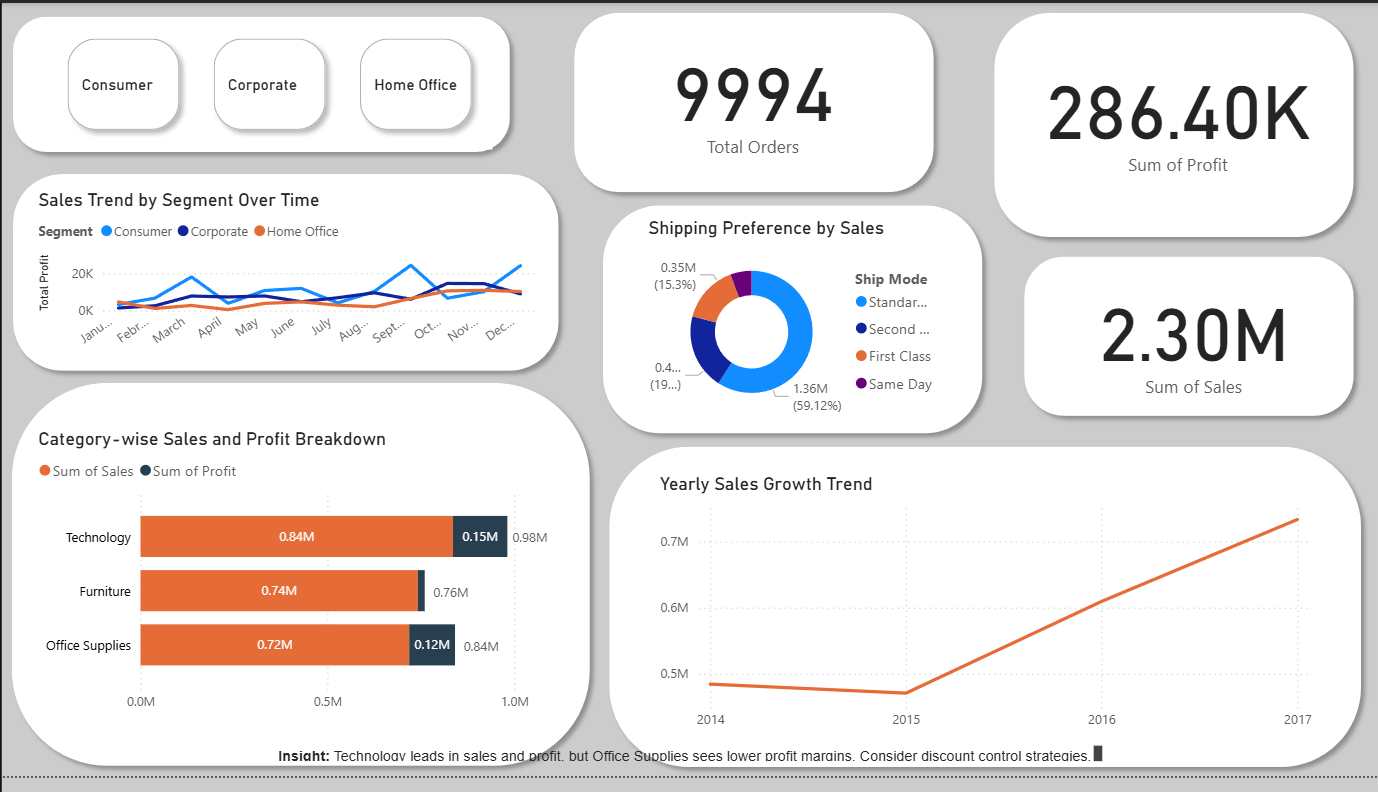 Consumer
Corporate
Home Office
9994
Total Orders
286.40K
Sum of Profit
Sales Trend by Segment Over Time
Segment Consumer Corporate Home Office
Total Profit
20K
0K
Janu... Febr... March April May June July Aug... Sept... Oct... Nov... Dec...
Shipping Preference by Sales
0.35M
(15.3%)
0.4...
(19...)
1.36M
(59.12%)
Ship Mode
Standar...
Second ...
First Class
Same Day
2.30M
Sum of Sales
Category-wise Sales and Profit Breakdown
Sum of Sales Sum of Profit
Technology 0.84M 0.15M 0.98M
Furniture 0.74M 0.76M
Office Supplies 0.72M 0.12M 0.84M
0.0M 0.5M 1.0M
Yearly Sales Growth Trend
0.7M
0.6M
0.5M
2014 2015 2016 2017
Insight: Technology leads in sales and profit, but Office Supplies sees lower profit margins. Consider discount control strategies.